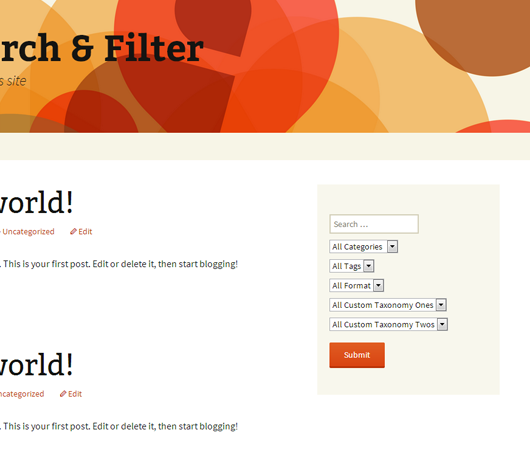 rch & Filter
s site
world!
Uncategorized Edit
. This is your first post. Edit or delete it, then start blogging!
world!
ncategorized Edit
. This is your first post. Edit or delete it, then start blogging!
Search ...
All Categories
All Tags
All Format
All Custom Taxonomy Ones
All Custom Taxonomy Twos
Submit